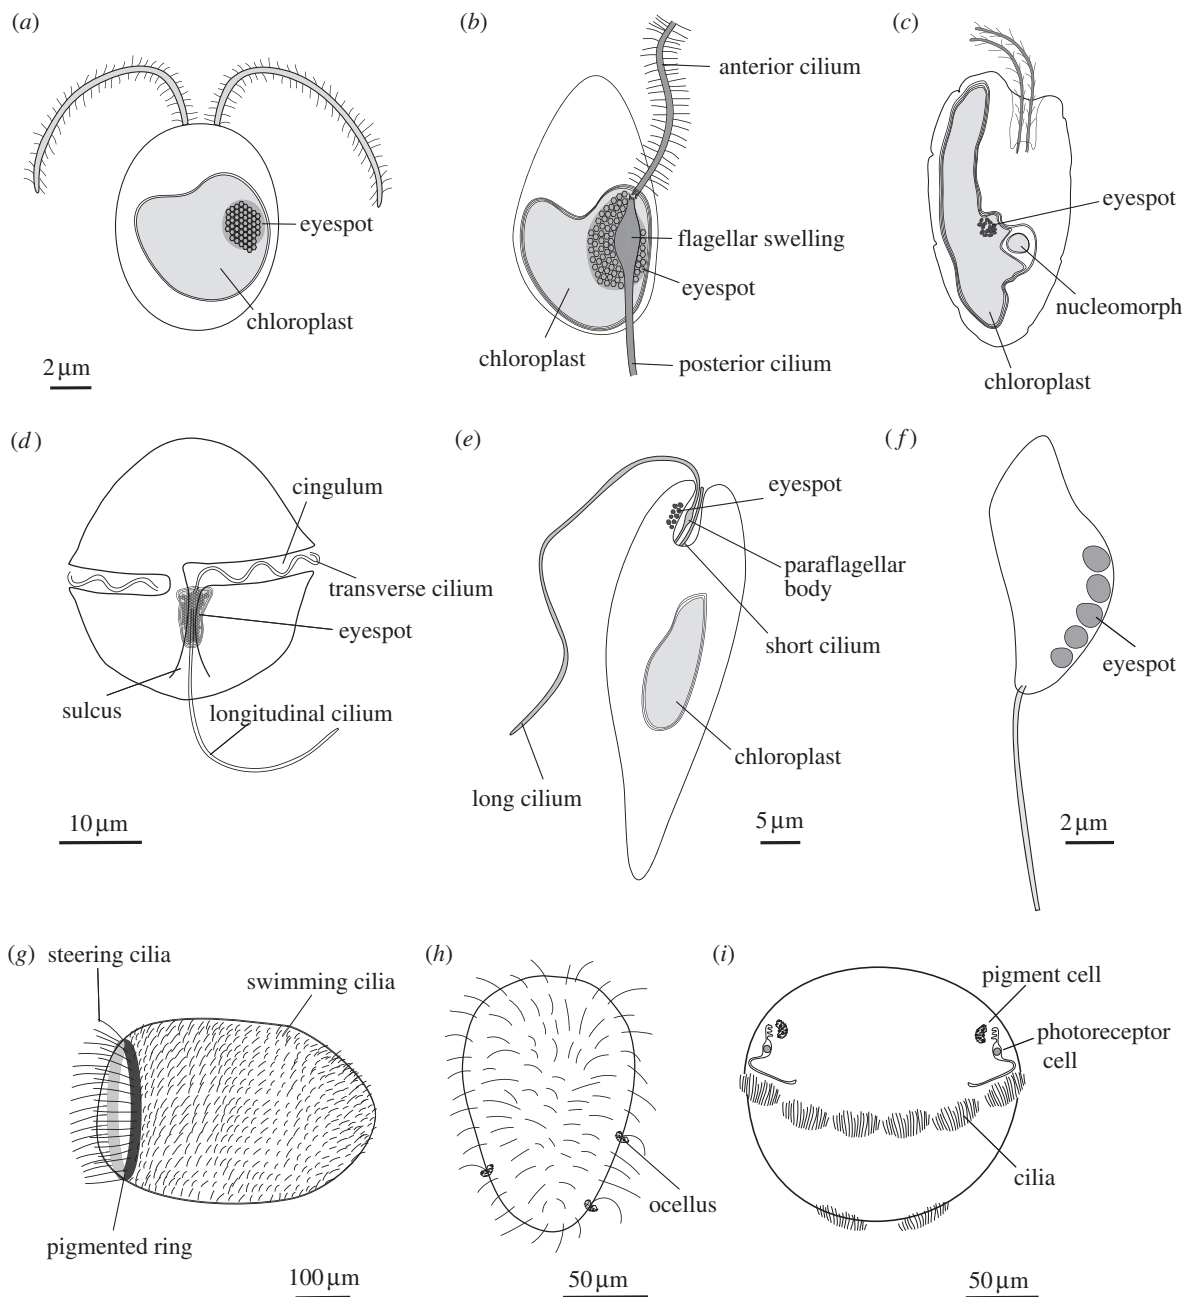 (a)
eyespot
chloroplast
2 µm
(b)
anterior cilium
flagellar swelling
eyespot
chloroplast
posterior cilium
(c)
eyespot
nucleomorph
chloroplast
(d)
cingulum
transverse cilium
eyespot
sulcus
longitudinal cilium
10 µm
(e)
eyespot
paraflagellar
body
short cilium
chloroplast
long cilium
5 µm
(f)
eyespot
2 µm
(g)
steering cilia
swimming cilia
pigmented ring
100 µm
(h)
ocellus
50 µm
(i)
pigment cell
photoreceptor
cell
cilia
50 µm